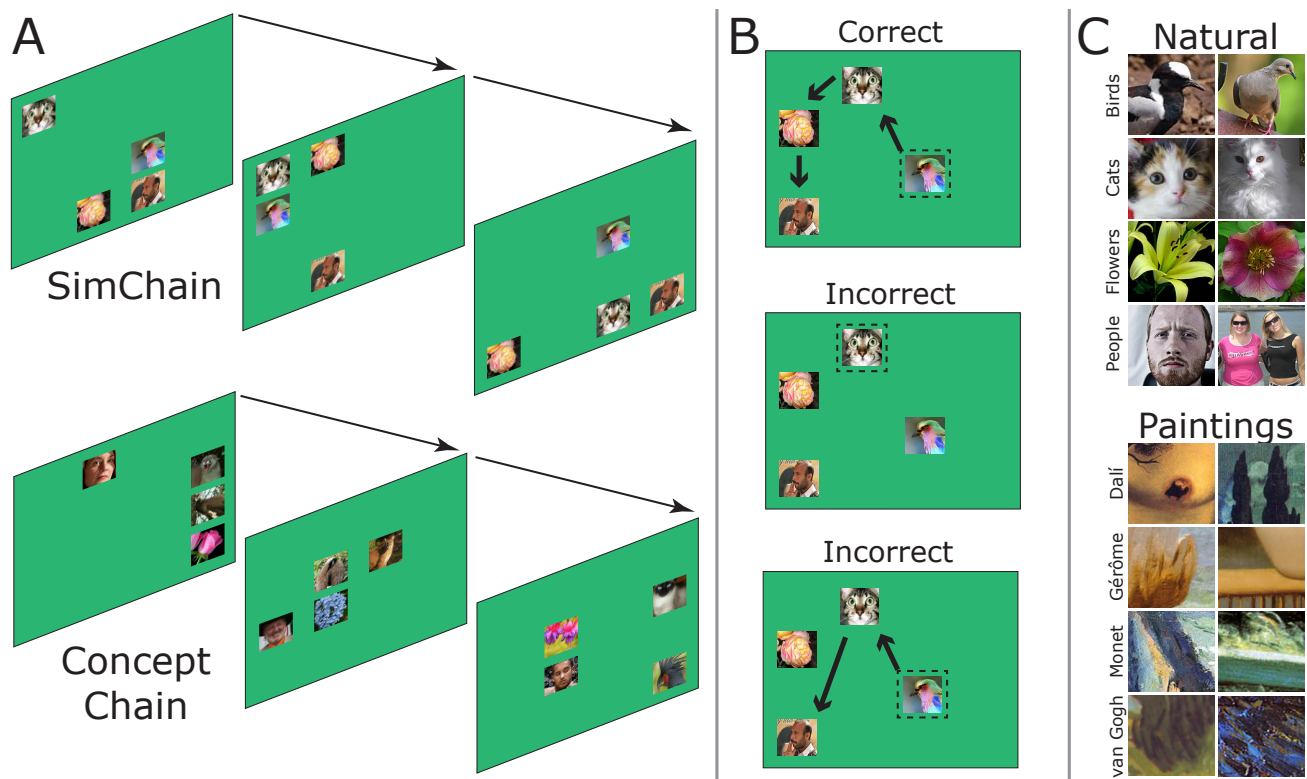 A
SimChain
Concept
Chain
B
Correct
Incorrect
Incorrect
C
Natural
Birds
Cats
Flowers
People
Paintings
Dalí
Gérôme
Monet
van Gogh